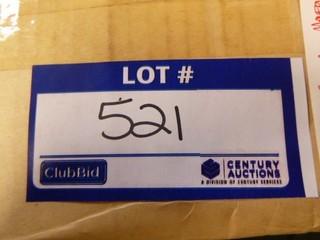 LOT #
521
ClubBid
CENTURY
AUCTIONS
A DIVISION OF CENTURY SERVICES